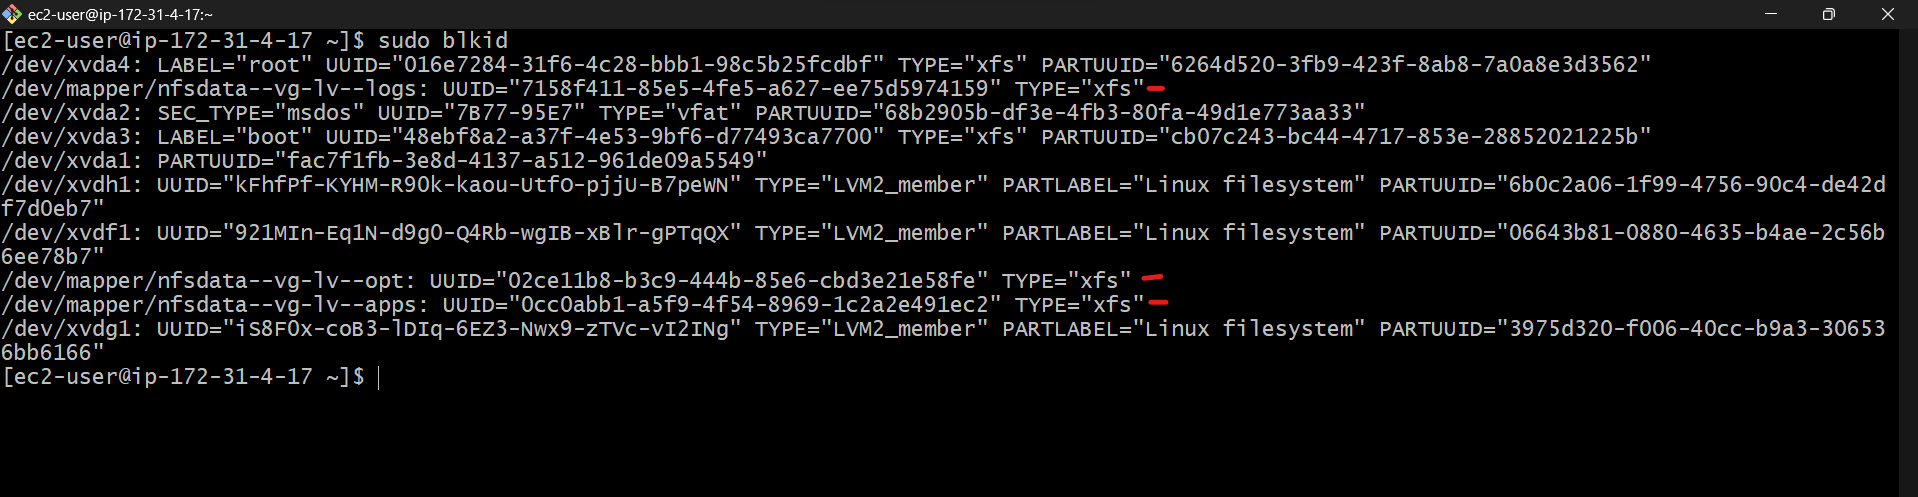 ec2-user@ip-172-31-4-17:~
[ec2-user@ip-172-31-4-17 ~]$ sudo blkid
/dev/xvda4: LABEL="root" UUID="016e7284-31f6-4c28-bbb1-98c5b25fcdbf" TYPE="xfs" PARTUUID="6264d520-3fb9-423f-8ab8-7a0a8e3d3562"
/dev/mapper/nfsdata--vg-lv--logs: UUID="7158f411-85e5-4fe5-a627-ee75d5974159" TYPE="xfs"
/dev/xvda2: SEC_TYPE="msdos" UUID="7B77-95E7" TYPE="vfat" PARTUUID="68b2905b-df3e-4fb3-80fa-49d1e773aa33"
/dev/xvda3: LABEL="boot" UUID="48ebf8a2-a37f-4e53-9bf6-d77493ca7700" TYPE="xfs" PARTUUID="cb07c243-bc44-4717-853e-28852021225b"
/dev/xvda1: PARTUUID="fac7f1fb-3e8d-4137-a512-961de09a5549"
/dev/xvdh1: UUID="kFhfPf-KYHM-R90k-kaou-UtfO-pjjU-B7peWN" TYPE="LVM2_member" PARTLABEL="Linux filesystem" PARTUUID="6b0c2a06-1f99-4756-90c4-de42d
f7d0eb7"
/dev/xvdf1: UUID="921MIn-Eq1N-d9gO-Q4Rb-wgIB-xBlr-gPTqQX" TYPE="LVM2_member" PARTLABEL="Linux filesystem" PARTUUID="06643b81-0880-4635-b4ae-2c56b
6ee78b7"
/dev/mapper/nfsdata--vg-lv--opt: UUID="02ce11b8-b3c9-444b-85e6-cbd3e21e58fe" TYPE="xfs"
/dev/mapper/nfsdata--vg-lv--apps: UUID="0cc0abb1-a5f9-4f54-8969-1c2a2e491ec2" TYPE="xfs"
/dev/xvdg1: UUID="iS8FOx-coB3-lDIq-6EZ3-Nwx9-zTVc-vI2INg" TYPE="LVM2_member" PARTLABEL="Linux filesystem" PARTUUID="3975d320-f006-40cc-b9a3-30653
6bb6166"
[ec2-user@ip-172-31-4-17 ~]$